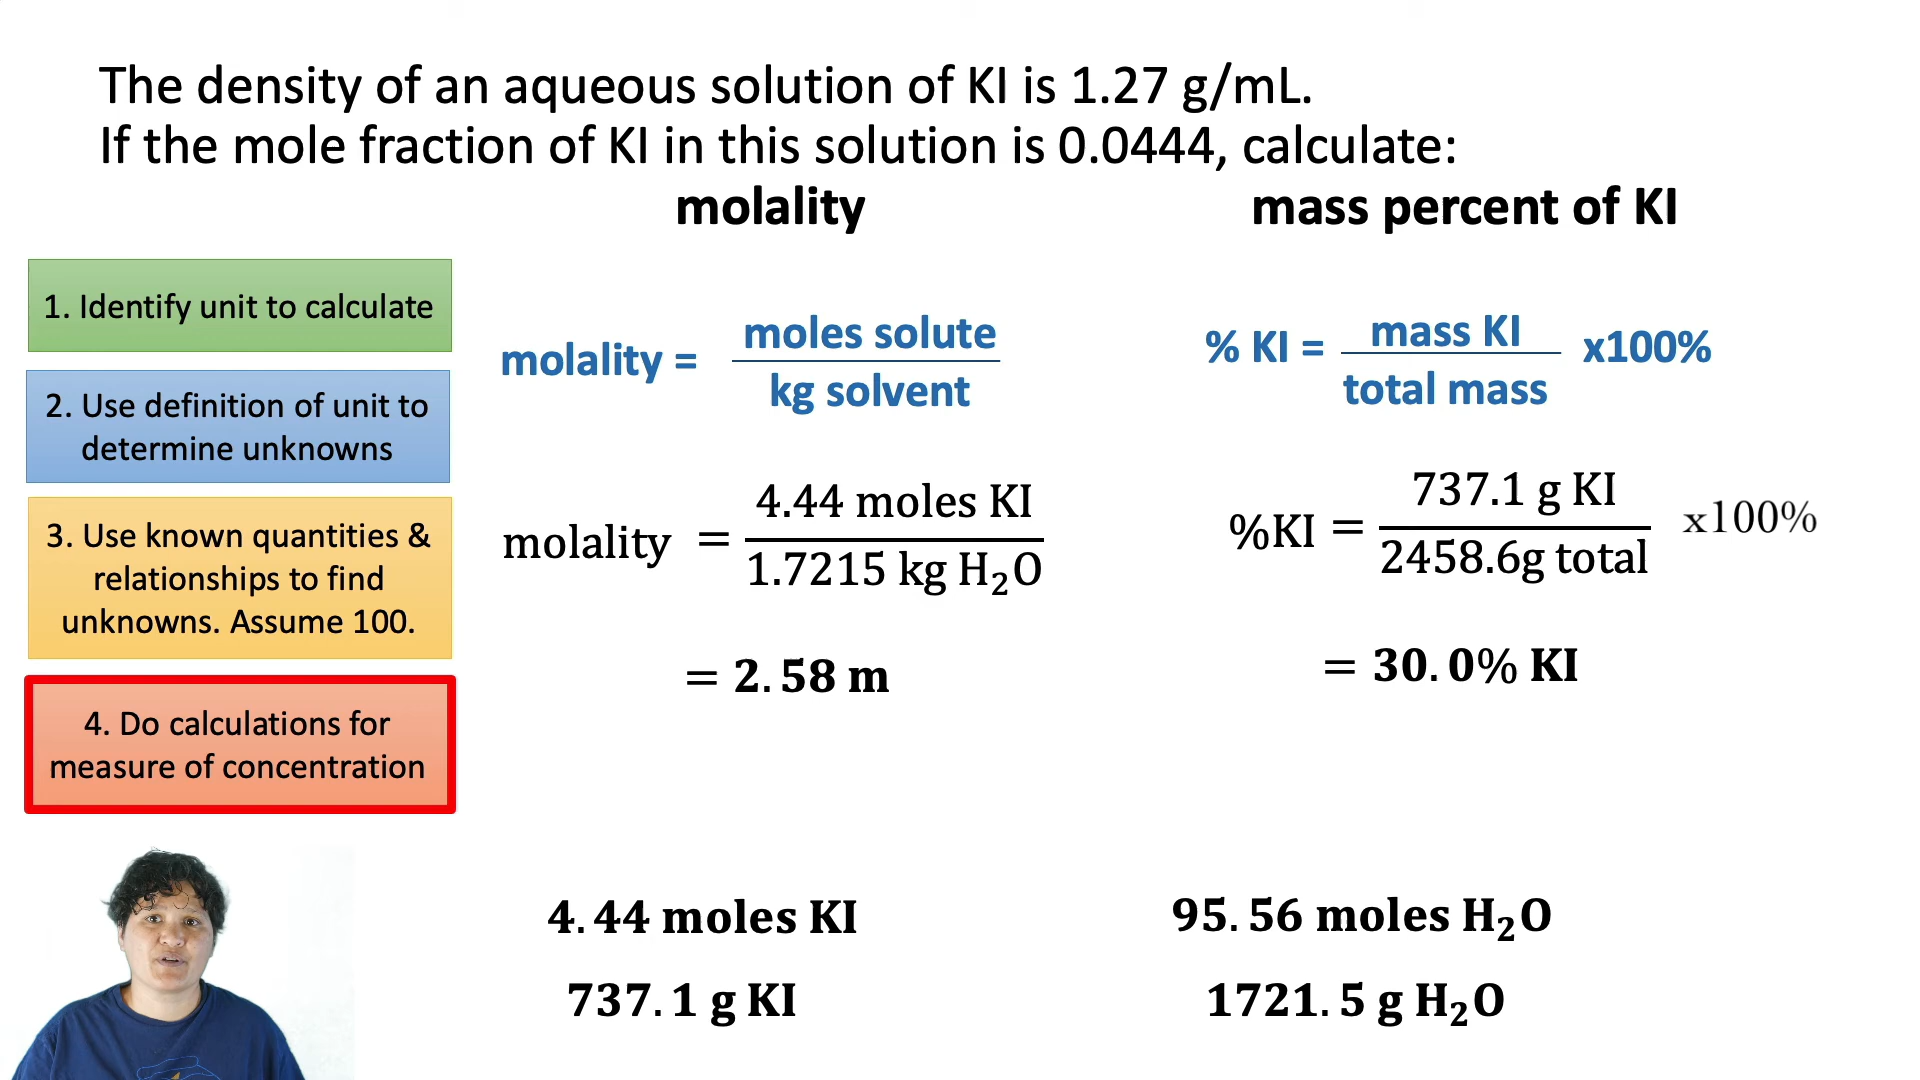 The density of an aqueous solution of KI is 1.27 g/mL.
If the mole fraction of KI in this solution is 0.0444, calculate:
molality
mass percent of KI
1. Identify unit to calculate
2. Use definition of unit to
determine unknowns
3. Use known quantities &
relationships to find
unknowns. Assume 100.
4. Do calculations for
measure of concentration
molality = moles solute
kg solvent
molality = 4.44 moles KI
1.7215 kg H₂O
= 2.58 m
% KI = mass KI x100%
total mass
%KI = 737.1 g KI x100%
2458.6g total
= 30.0% KI
4.44 moles KI
737.1 g KI
95.56 moles H₂O
1721.5 g H₂O